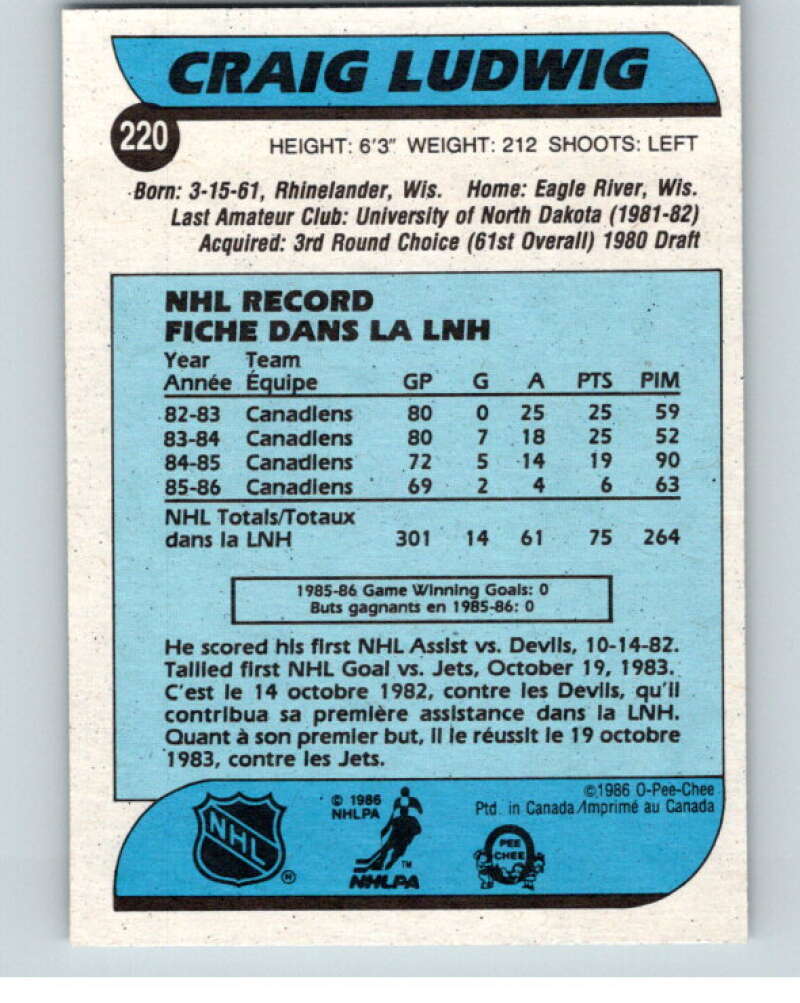 CRAIG LUDWIG
220
HEIGHT: 6'3" WEIGHT: 212 SHOOTS: LEFT
Born: 3-15-61, Rhinelander, Wis. Home: Eagle River, Wis.
Last Amateur Club: University of North Dakota (1981-82)
Acquired: 3rd Round Choice (61st Overall) 1980 Draft
NHL RECORD
FICHE DANS LA LNH
Year Team
Année Équipe GP G A PTS PIM
82-83 Canadiens 80 0 25 25 59
83-84 Canadiens 80 7 18 25 52
84-85 Canadiens 72 5 14 19 90
85-86 Canadiens 69 2 4 6 63
NHL Totals/Totaux
dans la LNH 301 14 61 75 264
1985-86 Game Winning Goals: 0
Buts gagnants en 1985-86: 0
He scored his first NHL Assist vs. Devils, 10-14-82.
Tallied first NHL Goal vs. Jets, October 19, 1983.
C'est le 14 octobre 1982, contre les Devils, qu'il
contribua sa première assistance dans la LNH.
Quant à son premier but, il le réussit le 19 octobre
1983, contre les Jets.
©1986 O-Pee-Chee
Ptd. in Canada/Imprimé au Canada
© 1986
NHLPA
NHL
®
TM
NHLPA
PEE
CHEE